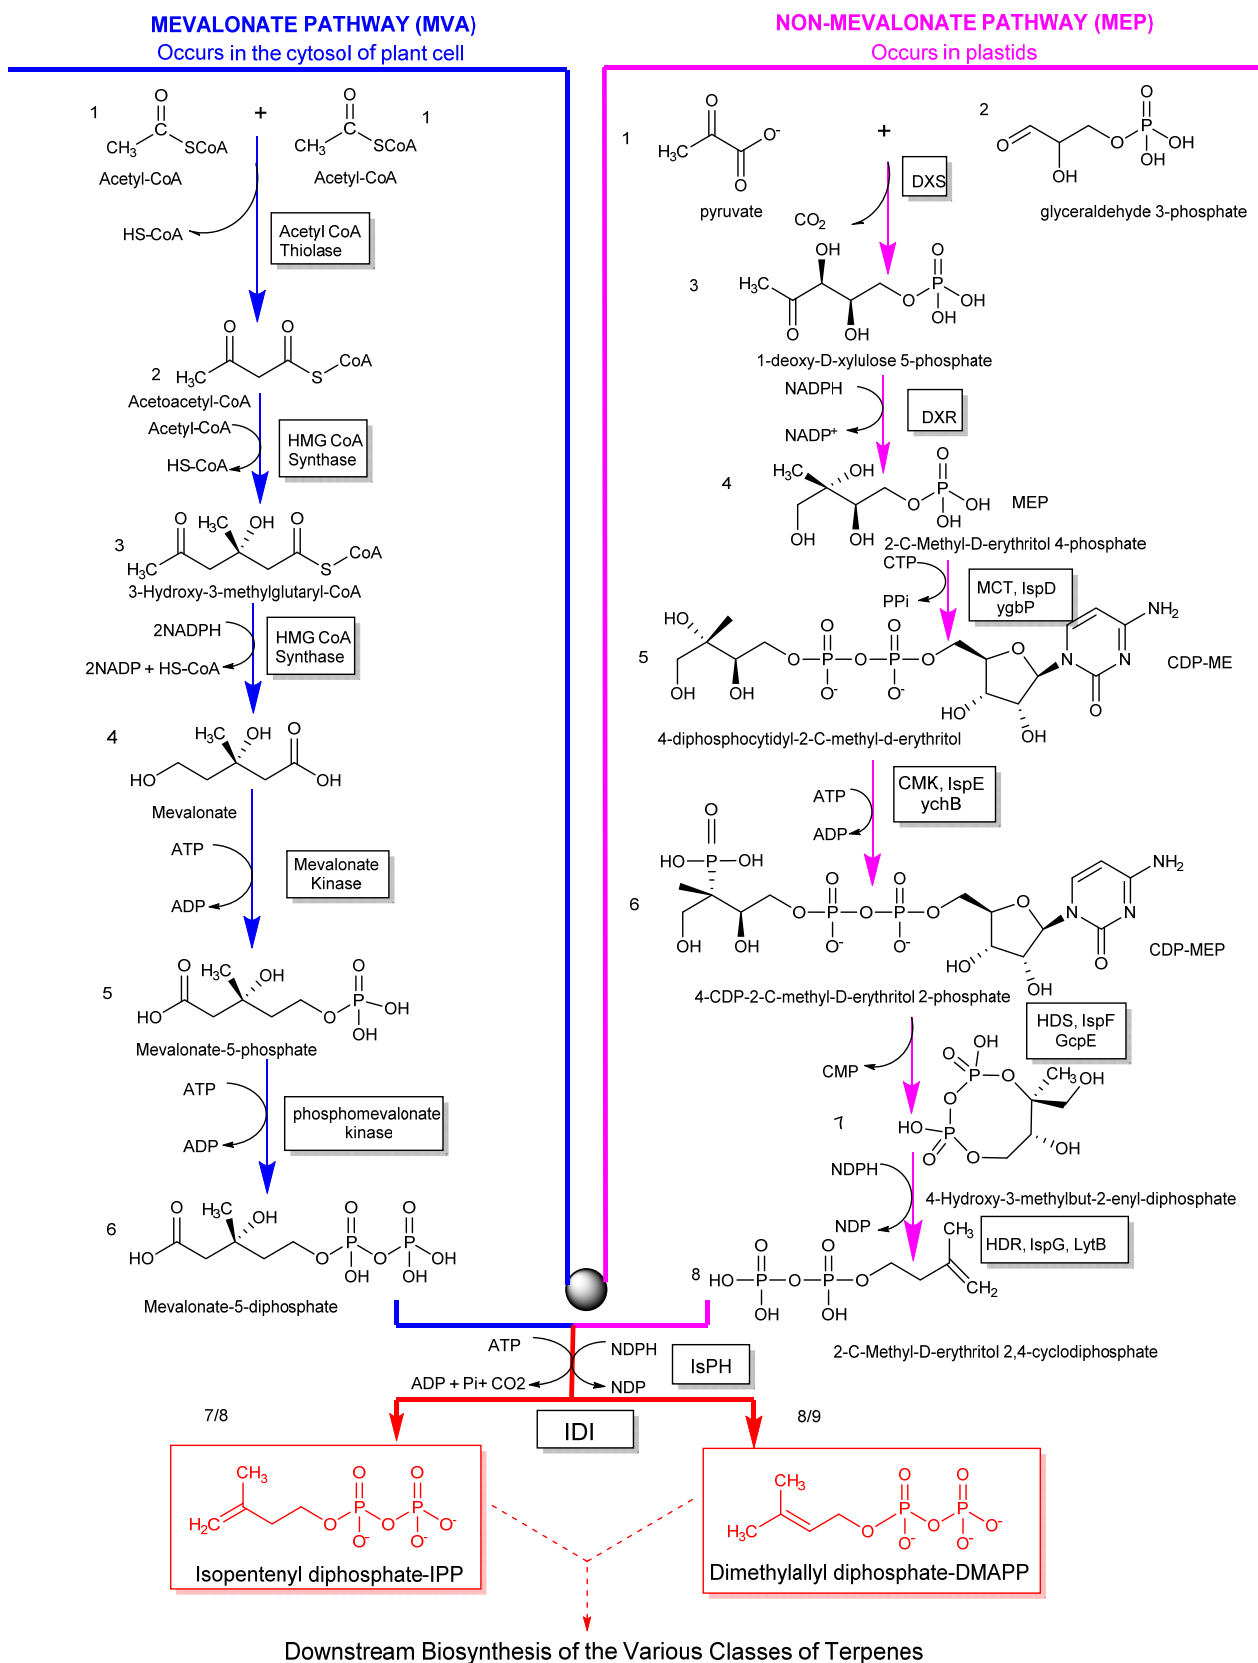 MEVALONATE PATHWAY (MVA)
Occurs in the cytosol of plant cell
1
O
CH3
SCoA
Acetyl-CoA
+
O
CH3
SCoA
1
Acetyl-CoA
HS-CoA
Acetyl CoA
Thiolase
O
O
2
H3C
S
CoA
Acetoacetyl-CoA
Acetyl-CoA
HS-CoA
HMG CoA
Synthase
3
O
H3C
OH
O
H3C
S
CoA
3-Hydroxy-3-methylglutaryl-CoA
2NADPH
2NADP + HS-CoA
HMG CoA
Synthase
4
H3C
OH
O
HO
OH
Mevalonate
ATP
ADP
Mevalonate
Kinase
5
O
H3C
OH
O
HO
O
P
OH
OH
Mevalonate-5-phosphate
ATP
ADP
phosphomevalonate
kinase
6
O
H3C
OH
O
O
HO
O
P
O
P
OH
OH
OH
Mevalonate-5-diphosphate
NON-MEVALONATE PATHWAY (MEP)
Occurs in plastids
1
O
H3C
O-
O
pyruvate
+
2
O
O
O
P
OH
OH
OH
glyceraldehyde 3-phosphate
DXS
CO2
3
OH
O
H3C
O
P
OH
OH
O
OH
1-deoxy-D-xylulose 5-phosphate
NADPH
NADP+
DXR
4
H3C
OH
O
O
P
OH
OH
OH
OH
MEP
2-C-Methyl-D-erythritol 4-phosphate
CTP
PPi
MCT, IspD
ygbP
5
HO
OH
OH
O
O
O
P
O
P
O
O-
O-
O
N
N
NH2
O
HO
OH
CDP-ME
4-diphosphocytidyl-2-C-methyl-d-erythritol
ATP
ADP
CMK, IspE
ychB
6
O
HO
P
OH
OH
OH
O
O
O
P
O
P
O
O-
O-
O
N
N
NH2
O
HO
OH
CDP-MEP
4-CDP-2-C-methyl-D-erythritol 2-phosphate
CMP
HDS, IspF
GcpE
7
OH
O
P
O
CH3
OH
O
HO
P
O
O
OH
4-Hydroxy-3-methylbut-2-enyl-diphosphate
NDPH
NDP
HDR, IspG, LytB
8
O
O
CH3
HO
P
O
P
O
CH2
OH
OH
2-C-Methyl-D-erythritol 2,4-cyclodiphosphate
ATP
NDPH
ADP + Pi+ CO2
NDP
IsPH
IDI
7/8
8/9
CH3
O
O
H2C
O
P
O
P
O-
O-
O-
Isopentenyl diphosphate-IPP
CH3
O
O
H3C
O
P
O
P
O-
O-
O-
Dimethylallyl diphosphate-DMAPP
Downstream Biosynthesis of the Various Classes of Terpenes